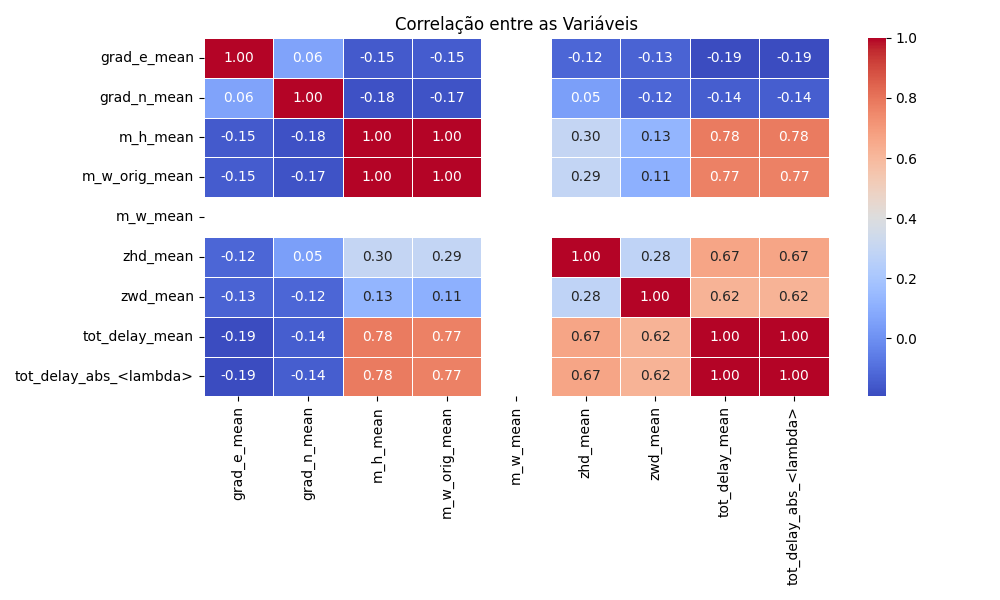 Correlação entre as Variáveis
grad_e_mean 1.00 0.06 -0.15 -0.15 -0.12 -0.13 -0.19 -0.19
grad_n_mean 0.06 1.00 -0.18 -0.17 0.05 -0.12 -0.14 -0.14
m_h_mean -0.15 -0.18 1.00 1.00 0.30 0.13 0.78 0.78
m_w_orig_mean -0.15 -0.17 1.00 1.00 0.29 0.11 0.77 0.77
m_w_mean
zhd_mean -0.12 0.05 0.30 0.29 1.00 0.28 0.67 0.67
zwd_mean -0.13 -0.12 0.13 0.11 0.28 1.00 0.62 0.62
tot_delay_mean -0.19 -0.14 0.78 0.77 0.67 0.62 1.00 1.00
tot_delay_abs_<lambda> -0.19 -0.14 0.78 0.77 0.67 0.62 1.00 1.00
grad_e_mean
grad_n_mean
m_h_mean
m_w_orig_mean
m_w_mean
zhd_mean
zwd_mean
tot_delay_mean
tot_delay_abs_<lambda>
1.0
0.8
0.6
0.4
0.2
0.0